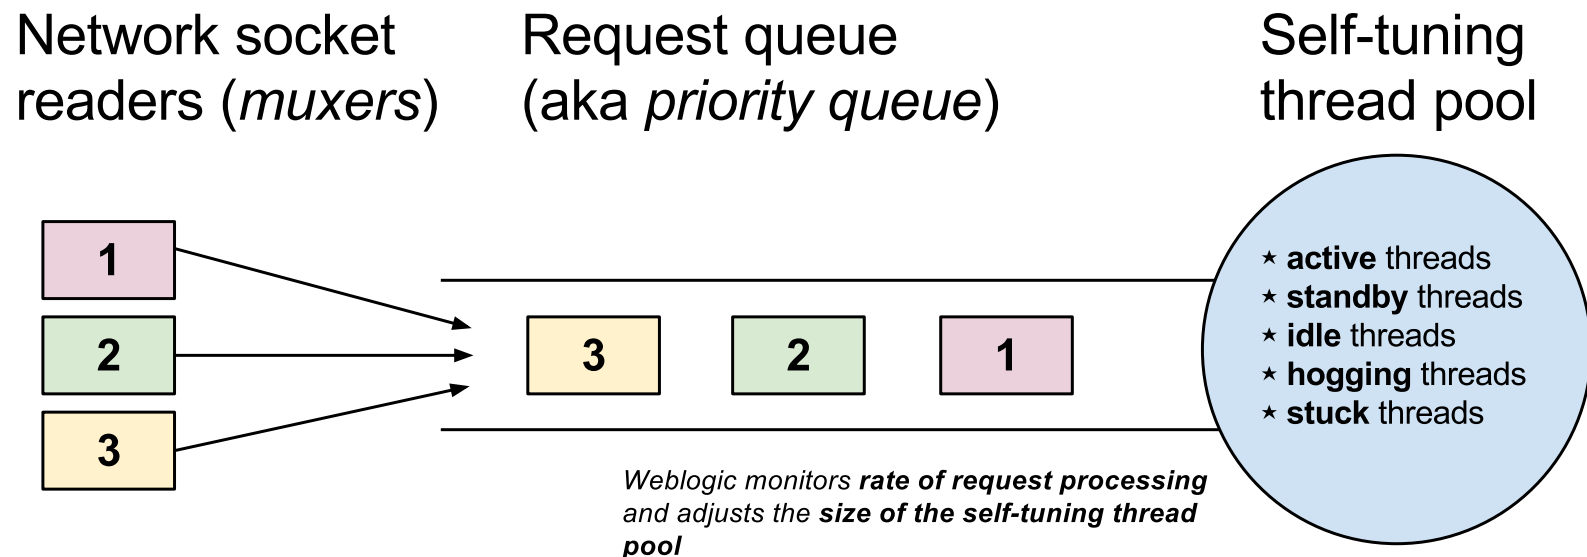 Network socket
readers (muxers)
Request queue
(aka priority queue)
Self-tuning
thread pool
1
2
3
3
2
1
★ active threads
★ standby threads
★ idle threads
★ hogging threads
★ stuck threads
Weblogic monitors rate of request processing
and adjusts the size of the self-tuning thread
pool